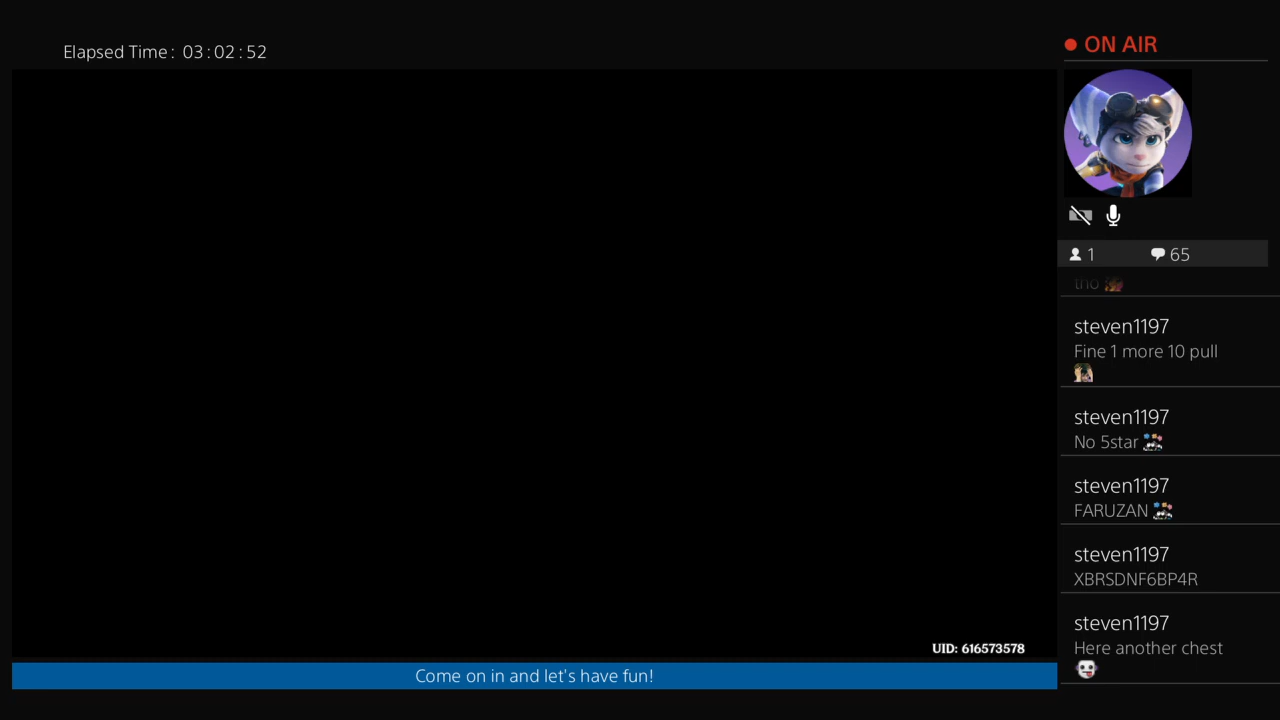 Elapsed Time: 03:02:52
ON AIR
1 65
tho
steven1197
Fine 1 more 10 pull
steven1197
No 5star
steven1197
FARUZAN
steven1197
XBRSDNF6BP4R
steven1197
Here another chest
UID: 616573578
Come on in and let's have fun!